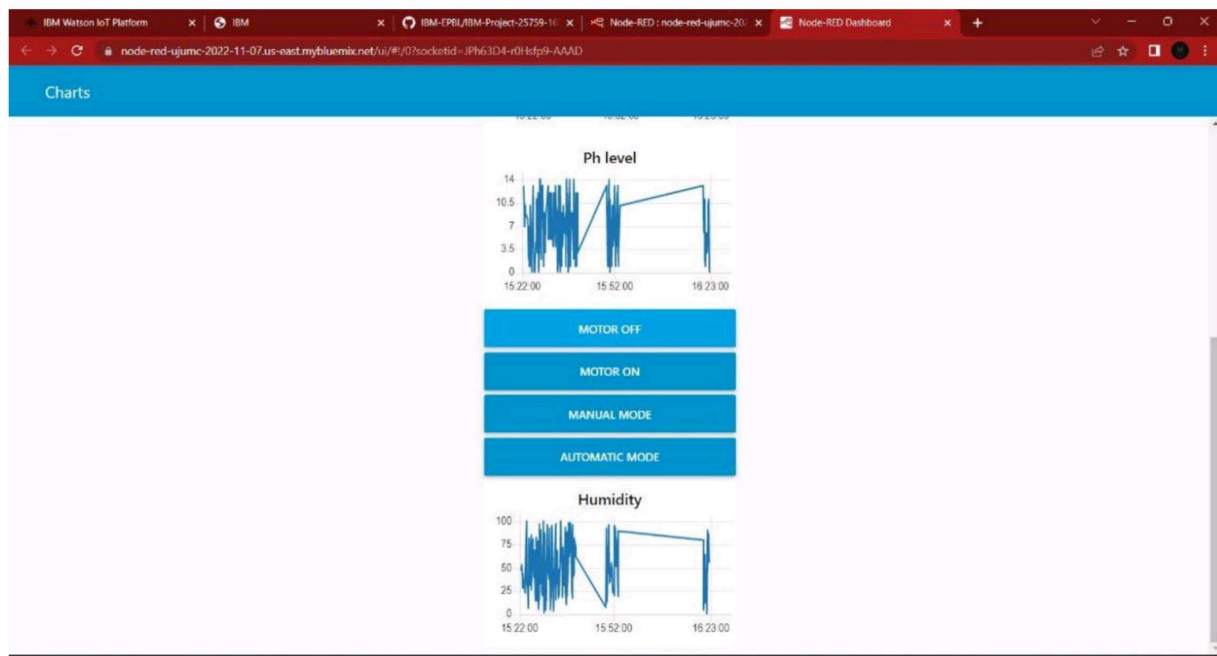 IBM Watson IoT Platform
IBM
IBM-EPBL/IBM-Project-25759-16
Node-RED : node-red-ujumc-202
Node-RED Dashboard
node-red-ujumc-2022-11-07.us-east.mybluemix.net/ui/#!/0?socketid=JPh63D4-r0Hsfp9-AAAD
Charts
Ph level
14
10.5
7
3.5
0
15:22:00 15:52:00 16:23:00
MOTOR OFF
MOTOR ON
MANUAL MODE
AUTOMATIC MODE
Humidity
100
75
50
25
0
15:22:00 15:52:00 16:23:00